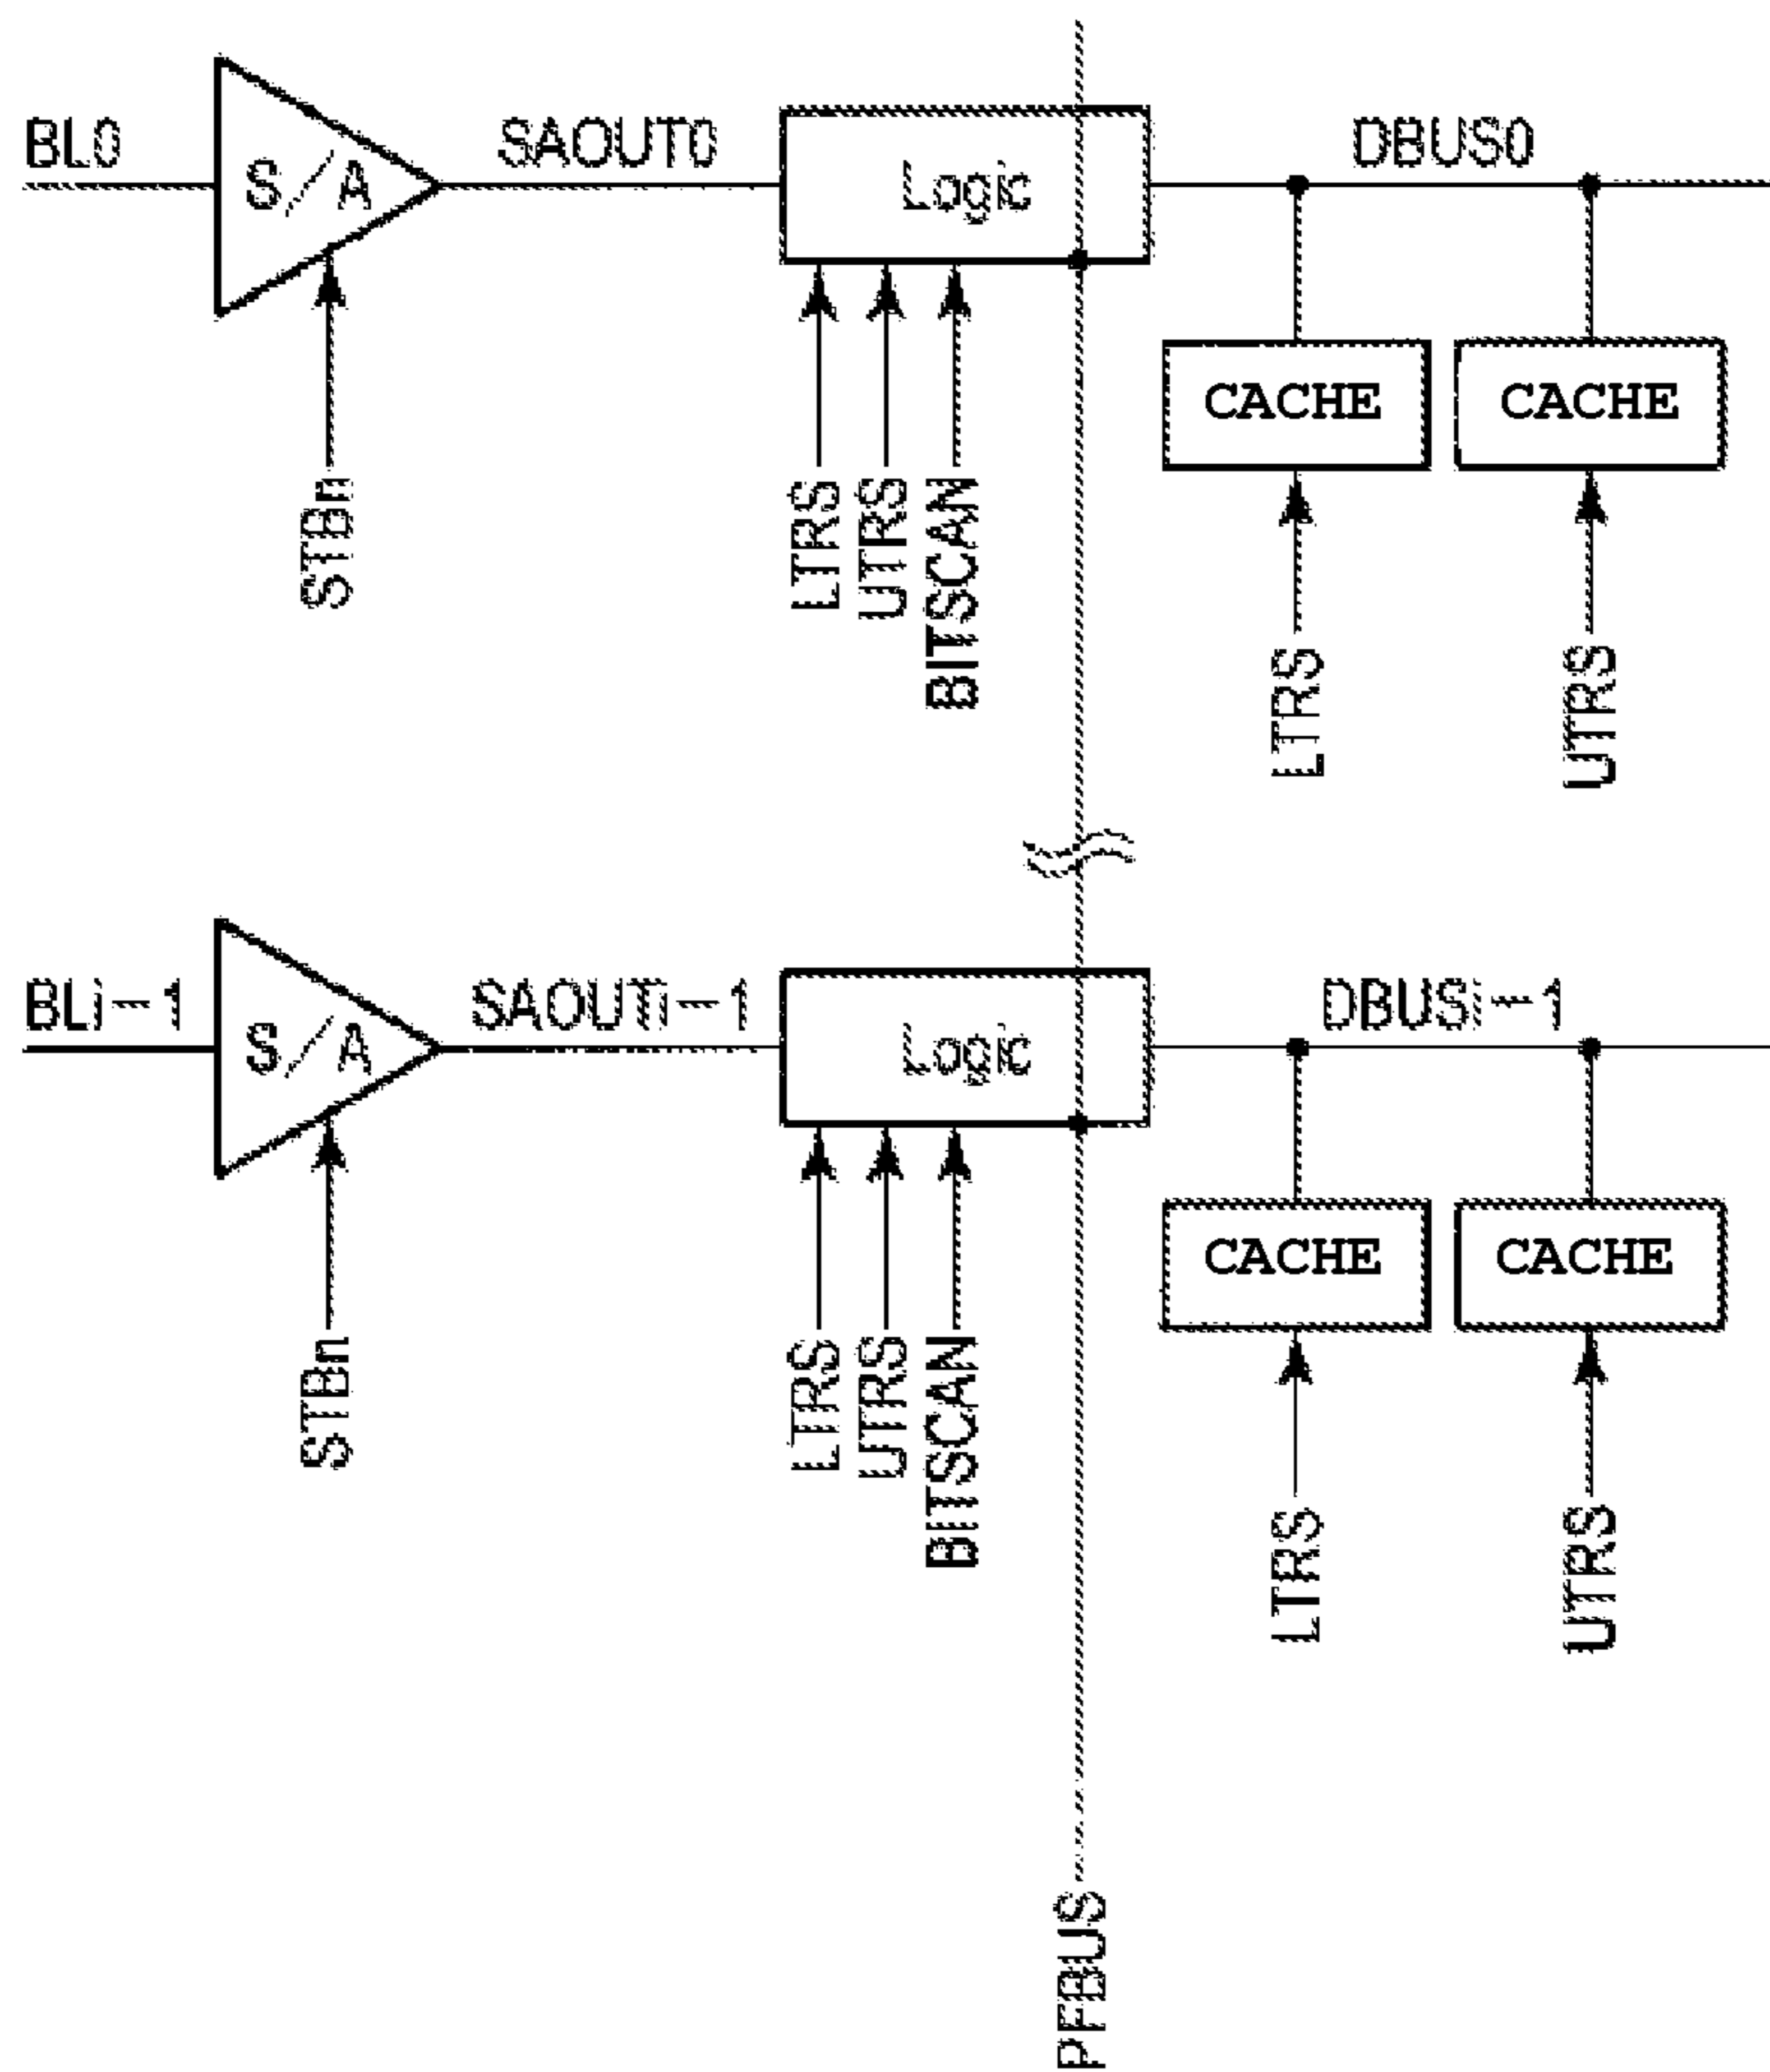 BL0
S/A
SAOUT0
Logic
DBUS0
CACHE
CACHE
STBn
LTRS
UTRS
BITSCAN
LTRS
UTRS
BLi-1
S/A
SAOUTi-1
Logic
DBUSi-1
CACHE
CACHE
STBn
LTRS
UTRS
BITSCAN
LTRS
UTRS
PFBUS